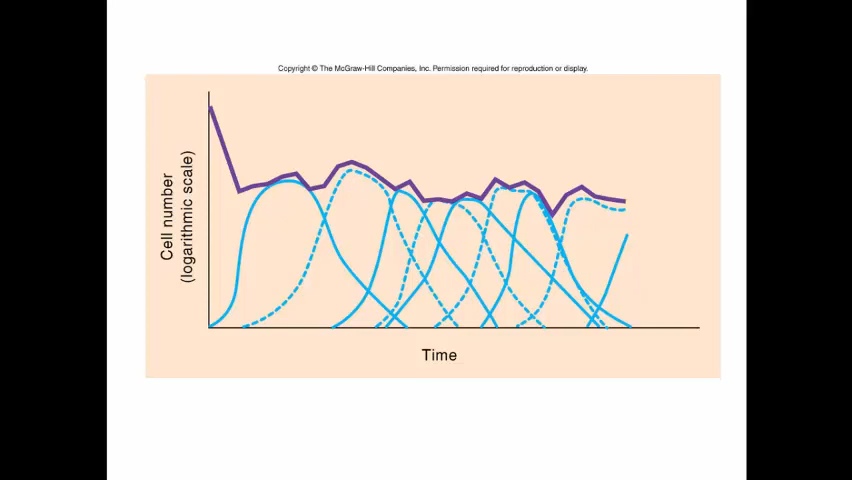 Copyright © The McGraw-Hill Companies, Inc. Permission required for reproduction or display.
Cell number
(logarithmic scale)
Time